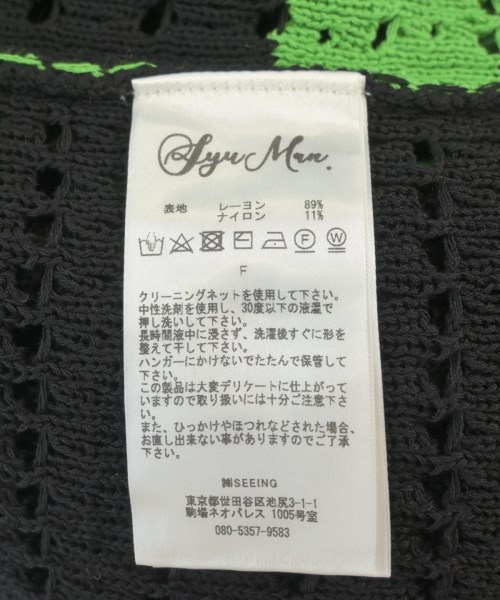 RyuMan.
表地 レーヨン 89%
ナイロン 11%
F W
F
クリーニングネットを使用して下さい。
中性洗剤を使用し、30度以下の液温で
押し洗いして下さい。
長時間液中に浸さず、洗濯後すぐに形を
整えて干して下さい。
ハンガーにかけないでたたんで保管して
下さい。
この製品は大変デリケートに仕上がって
いますので取り扱いには十分ご注意下さ
い。
また、ひっかけやほつれなどされた場合、
お直し出来ない事がありますのでご了承
下さい。
㈱SEEING
東京都世田谷区池尻3-1-1
駒場ネオパレス 1005号室
080-5357-9583